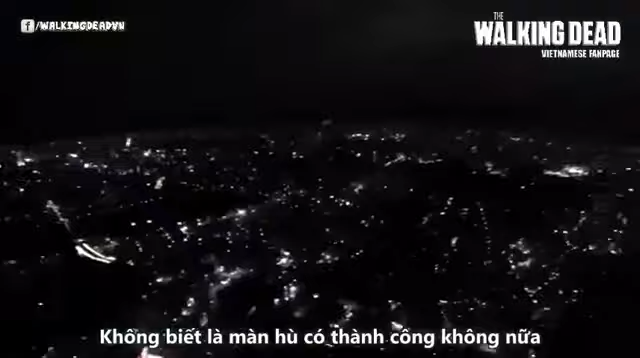 f/WALKINGDEADVN
THE
WALKING DEAD
VIETNAMESE FANPAGE
Không biết là màn hù có thành công không nữa